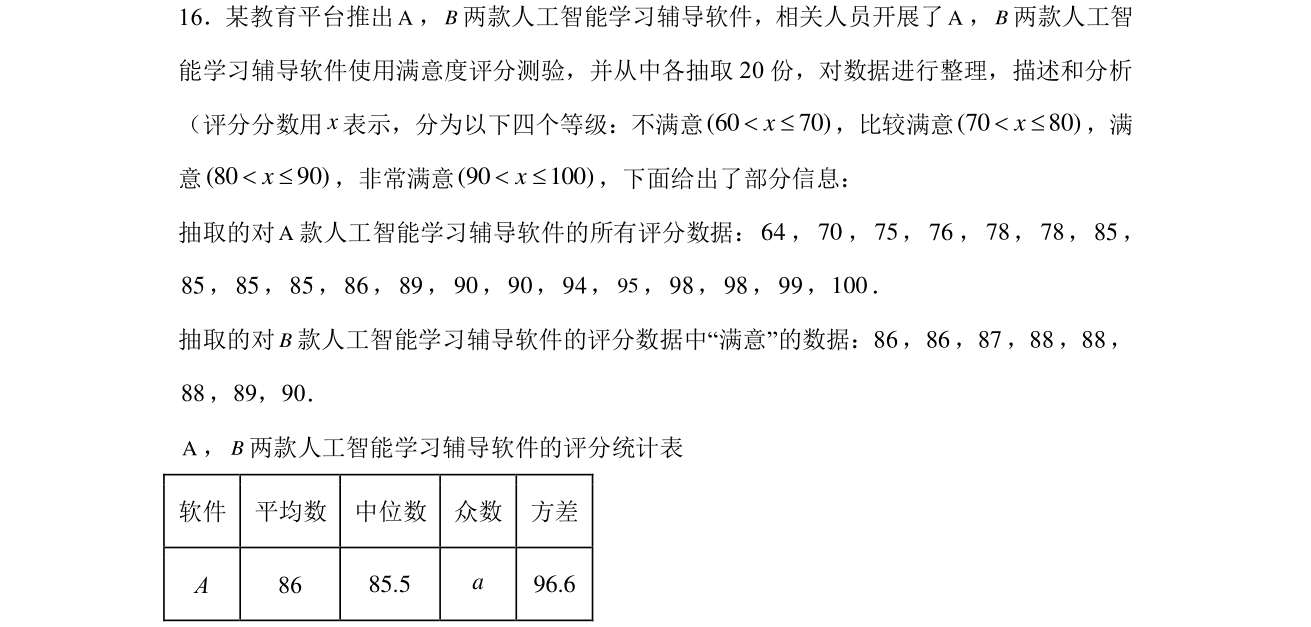 16．某教育平台推出 A ， B 两款人工智能学习辅导软件，相关人员开展了 A ， B 两款人工智
能学习辅导软件使用满意度评分测验，并从中各抽取 20 份，对数据进行整理，描述和分析
（评分分数用 x 表示，分为以下四个等级：不满意 (60 < x ≤ 70) ，比较满意 (70 < x ≤ 80) ，满
意 (80 < x ≤ 90) ，非常满意 (90 < x ≤ 100) ，下面给出了部分信息：
抽取的对 A 款人工智能学习辅导软件的所有评分数据：64 ，70 ，75 ，76 ，78 ，78 ，85 ，
85 ，85 ，85 ，86 ，89 ，90 ，90 ，94 ，95 ，98 ，98 ，99 ，100．
抽取的对 B 款人工智能学习辅导软件的评分数据中“满意”的数据：86 ，86 ，87 ，88 ，88 ，
88 ，89，90．
A ， B 两款人工智能学习辅导软件的评分统计表
软件 平均数 中位数 众数 方差
A 86 85.5 a 96.6